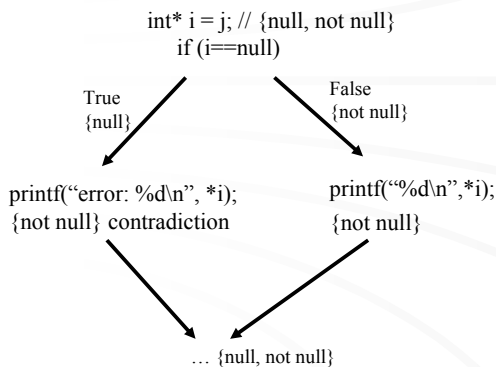 int* i = j; // {null, not null}
if (i==null)
True
{null}
False
{not null}
printf(“error: %d\n”, *i);
{not null} contradiction
printf(“%d\n”,*i);
{not null}
… {null, not null}